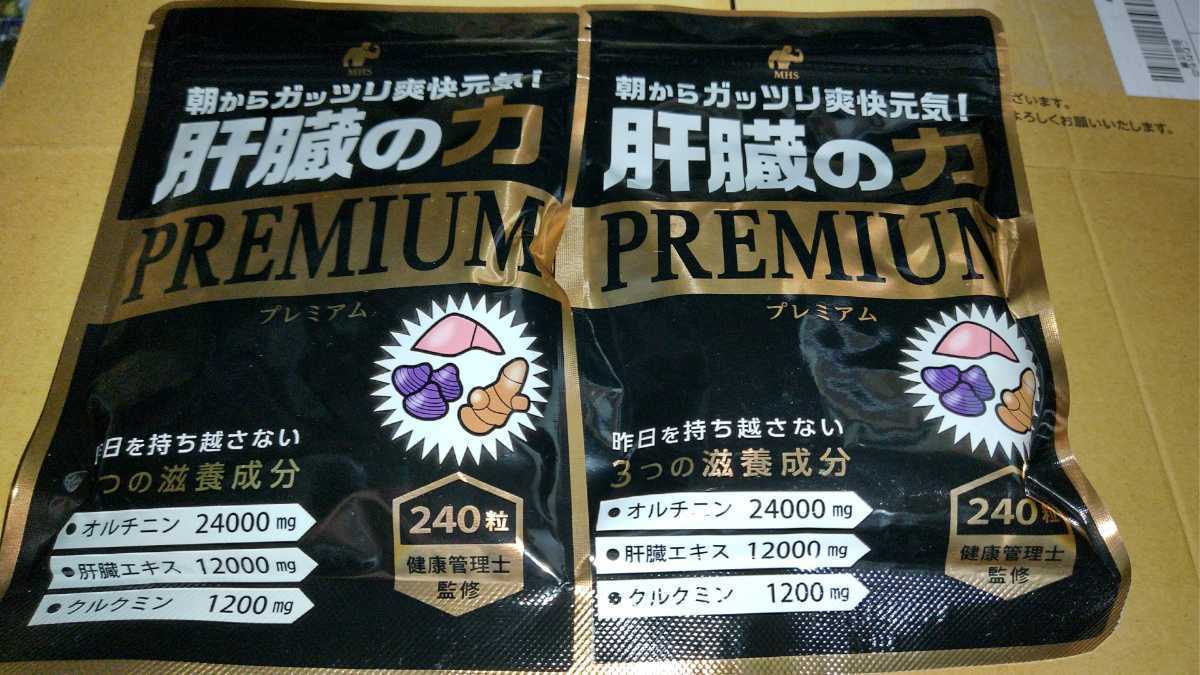 MHS
朝からガッツリ爽快元気!
肝臓の力
PREMIUM
プレミアム
昨日を持ち越さない
つの滋養成分
オルチニン 24000mg
肝臓エキス 12000mg
クルクミン 1200mg
240粒
健康管理士
監修
MHS
朝からガッツリ爽快元気!
肝臓の力
PREMIUM
プレミアム
昨日を持ち越さない
3つの滋養成分
オルチニン 24000mg
肝臓エキス 12000mg
クルクミン 1200mg
240粒
健康管理士
監修
ざいます。
よろしくお願いいたします。